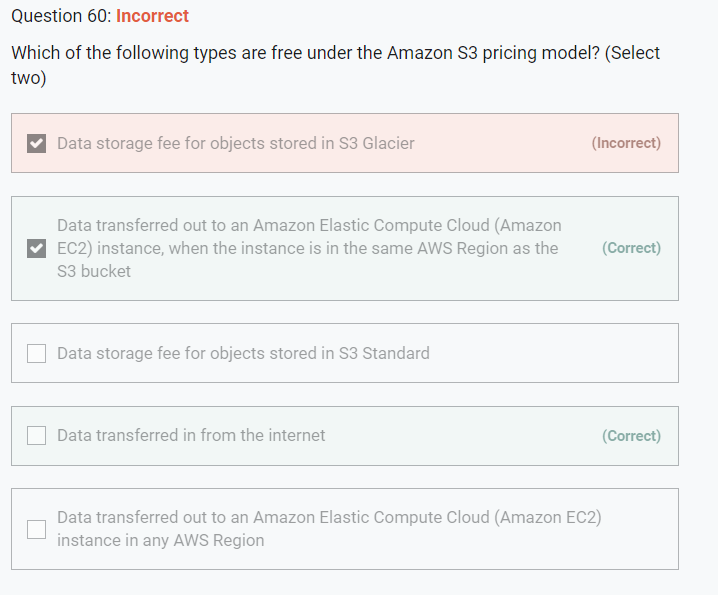 Question 60: Incorrect
Which of the following types are free under the Amazon S3 pricing model? (Select
two)
Data storage fee for objects stored in S3 Glacier (Incorrect)
Data transferred out to an Amazon Elastic Compute Cloud (Amazon
EC2) instance, when the instance is in the same AWS Region as the (Correct)
S3 bucket
Data storage fee for objects stored in S3 Standard
Data transferred in from the internet (Correct)
Data transferred out to an Amazon Elastic Compute Cloud (Amazon EC2)
instance in any AWS Region